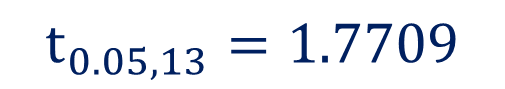 t₀.₀₅,₁₃ = 1.7709